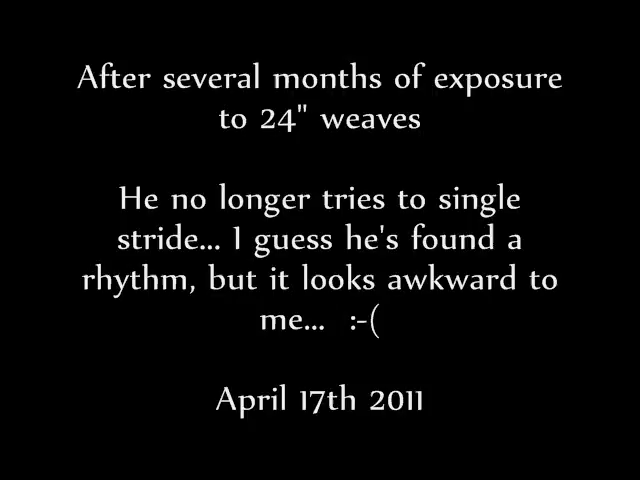 After several months of exposure
to 24" weaves
He no longer tries to single
stride... I guess he's found a
rhythm, but it looks awkward to
me... :-(
April 17th 2011